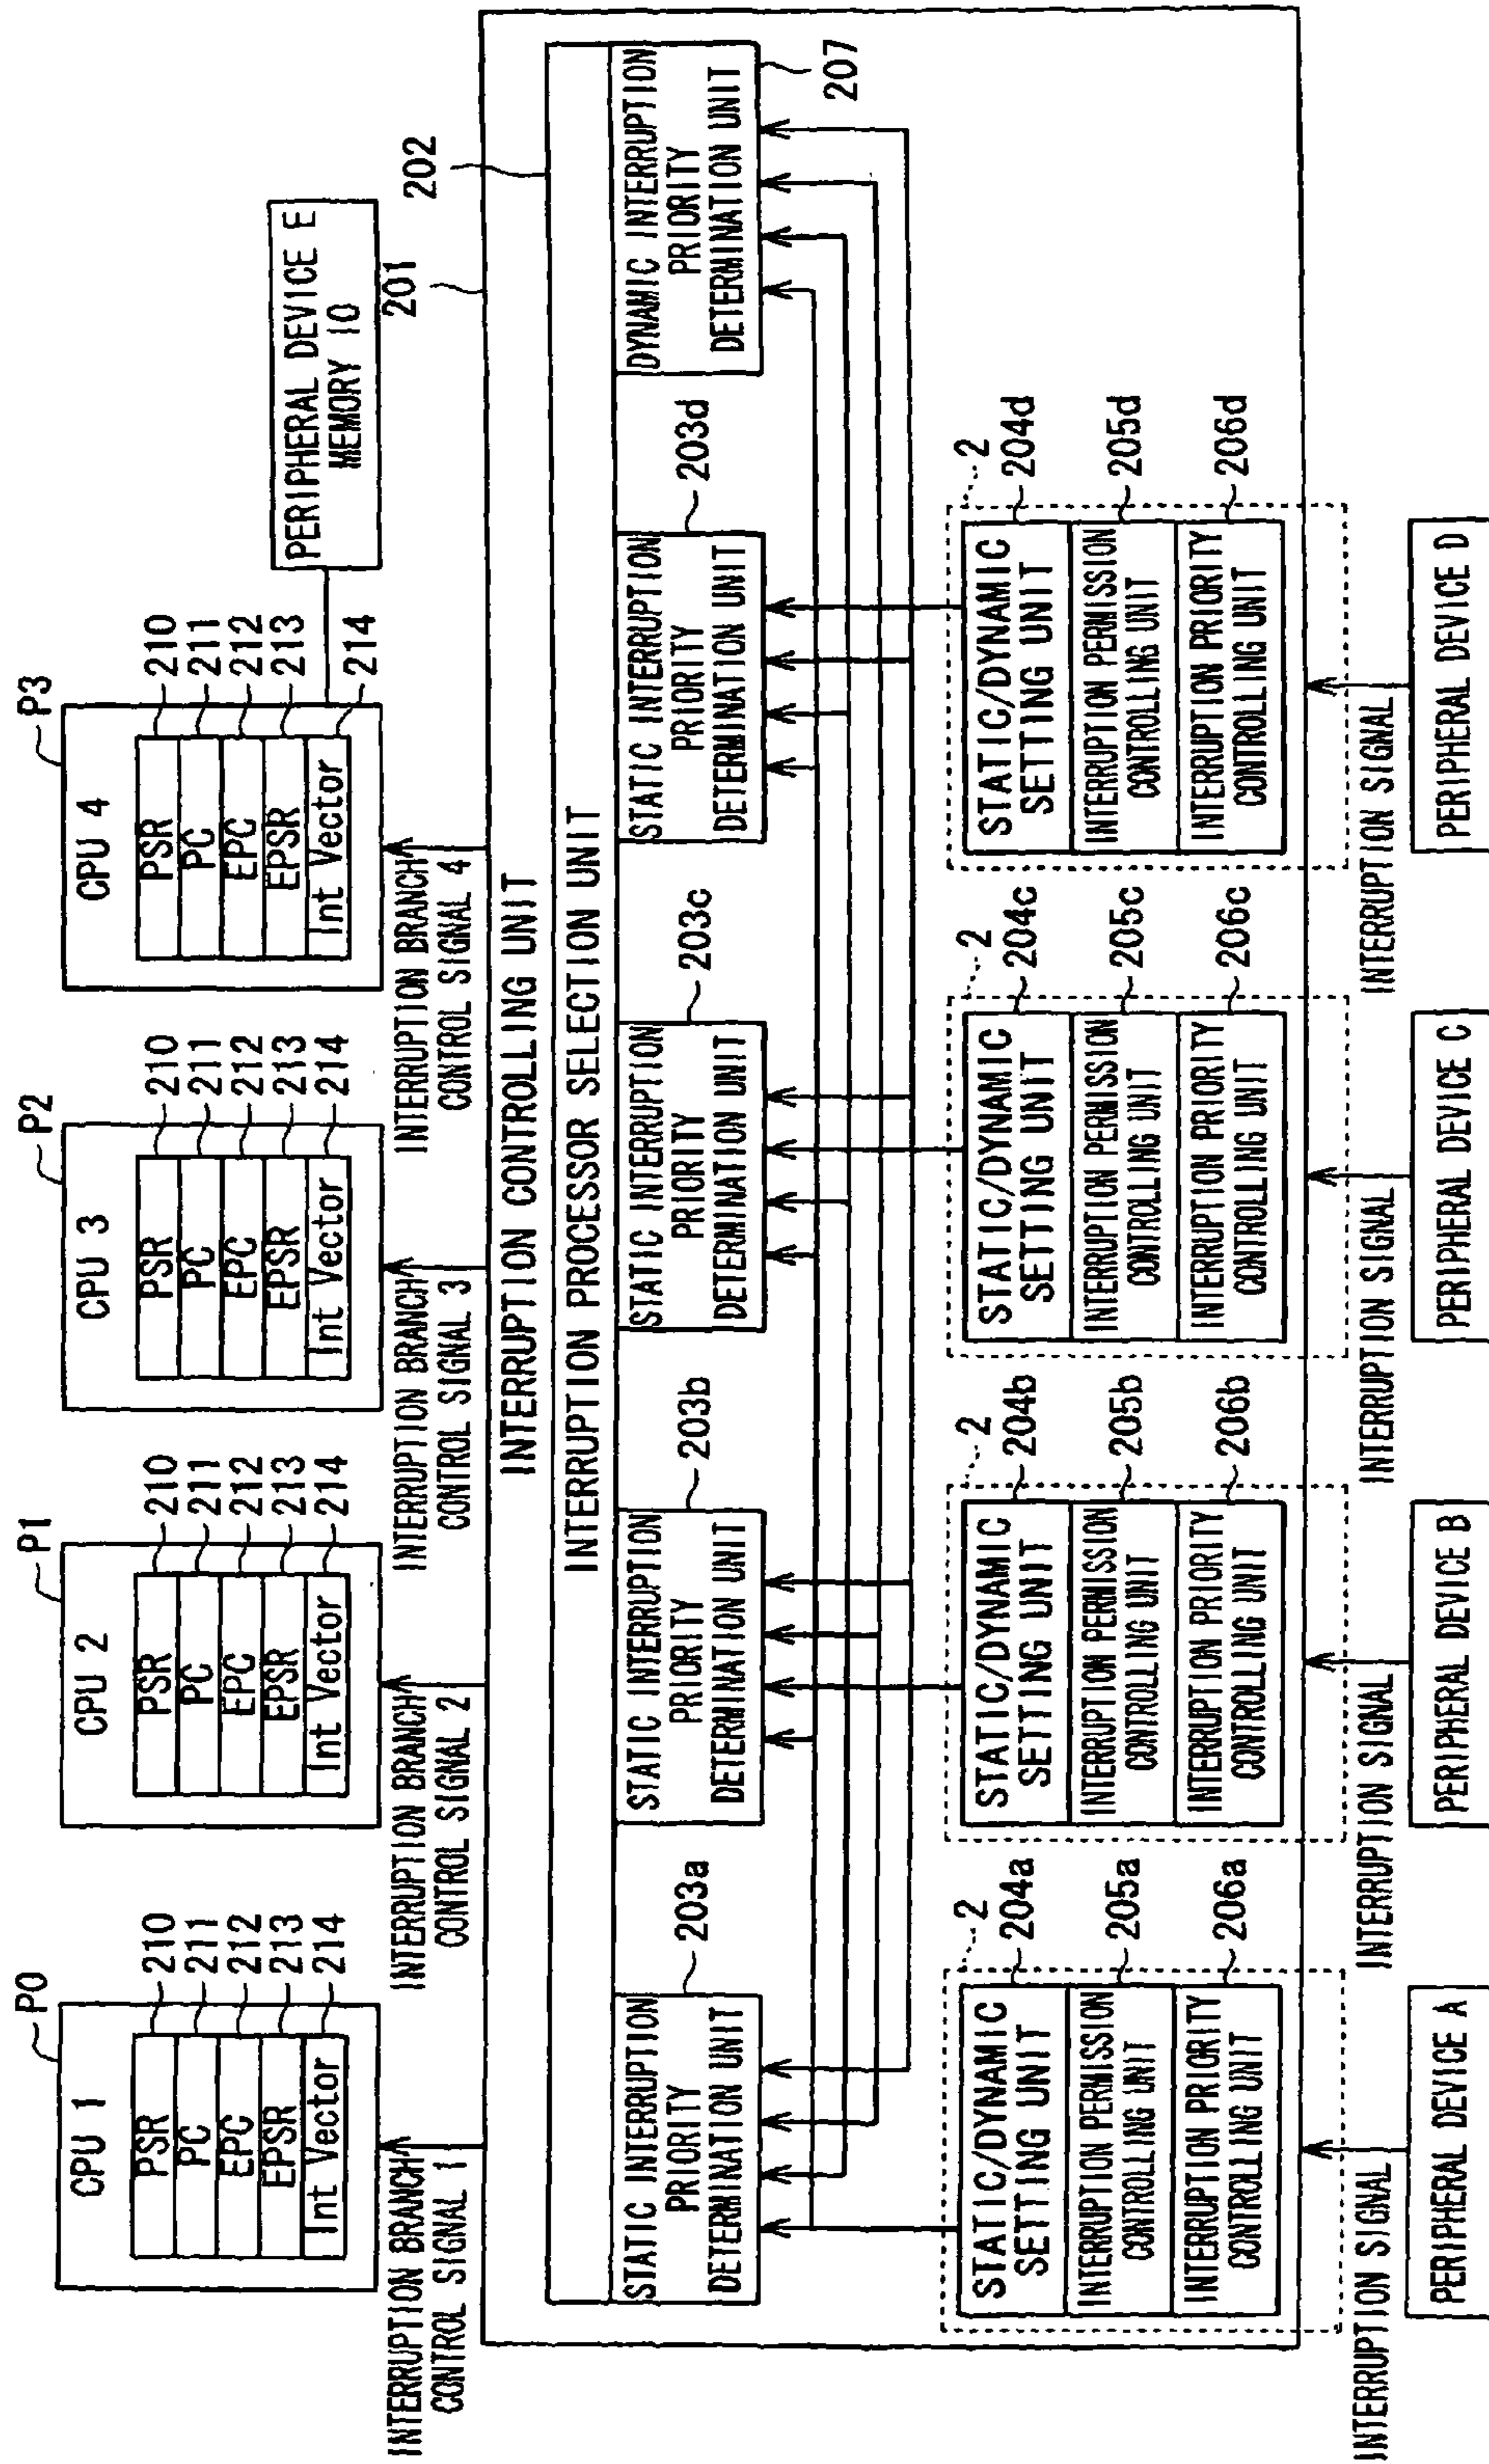 P0
CPU 1
PSR
PC
EPC
EPSR
Int Vector
210
211
212
213
214
P1
CPU 2
PSR
PC
EPC
EPSR
Int Vector
210
211
212
213
214
P2
CPU 3
PSR
PC
EPC
EPSR
Int Vector
210
211
212
213
214
P3
CPU 4
PSR
PC
EPC
EPSR
Int Vector
210
211
212
213
214
PERIPHERAL DEVICE E
MEMORY IO
INTERRUPTION BRANCH
CONTROL SIGNAL 1
INTERRUPTION BRANCH
CONTROL SIGNAL 2
INTERRUPTION BRANCH
CONTROL SIGNAL 3
INTERRUPTION BRANCH
CONTROL SIGNAL 4
201
202
INTERRUPTION CONTROLLING UNIT
INTERRUPTION PROCESSOR SELECTION UNIT
STATIC INTERRUPTION
PRIORITY
DETERMINATION UNIT
203a
STATIC INTERRUPTION
PRIORITY
DETERMINATION UNIT
203b
STATIC INTERRUPTION
PRIORITY
DETERMINATION UNIT
203c
STATIC INTERRUPTION
PRIORITY
DETERMINATION UNIT
203d
DYNAMIC INTERRUPTION
PRIORITY
DETERMINATION UNIT
207
2
204a
STATIC/DYNAMIC
SETTING UNIT
205a
INTERRUPTION PERMISSION
CONTROLLING UNIT
206a
INTERRUPTION PRIORITY
CONTROLLING UNIT
2
204b
STATIC/DYNAMIC
SETTING UNIT
205b
INTERRUPTION PERMISSION
CONTROLLING UNIT
206b
INTERRUPTION PRIORITY
CONTROLLING UNIT
2
204c
STATIC/DYNAMIC
SETTING UNIT
205c
INTERRUPTION PERMISSION
CONTROLLING UNIT
206c
INTERRUPTION PRIORITY
CONTROLLING UNIT
2
204d
STATIC/DYNAMIC
SETTING UNIT
205d
INTERRUPTION PERMISSION
CONTROLLING UNIT
206d
INTERRUPTION PRIORITY
CONTROLLING UNIT
INTERRUPTION SIGNAL
INTERRUPTION SIGNAL
INTERRUPTION SIGNAL
INTERRUPTION SIGNAL
PERIPHERAL DEVICE A
PERIPHERAL DEVICE B
PERIPHERAL DEVICE C
PERIPHERAL DEVICE D